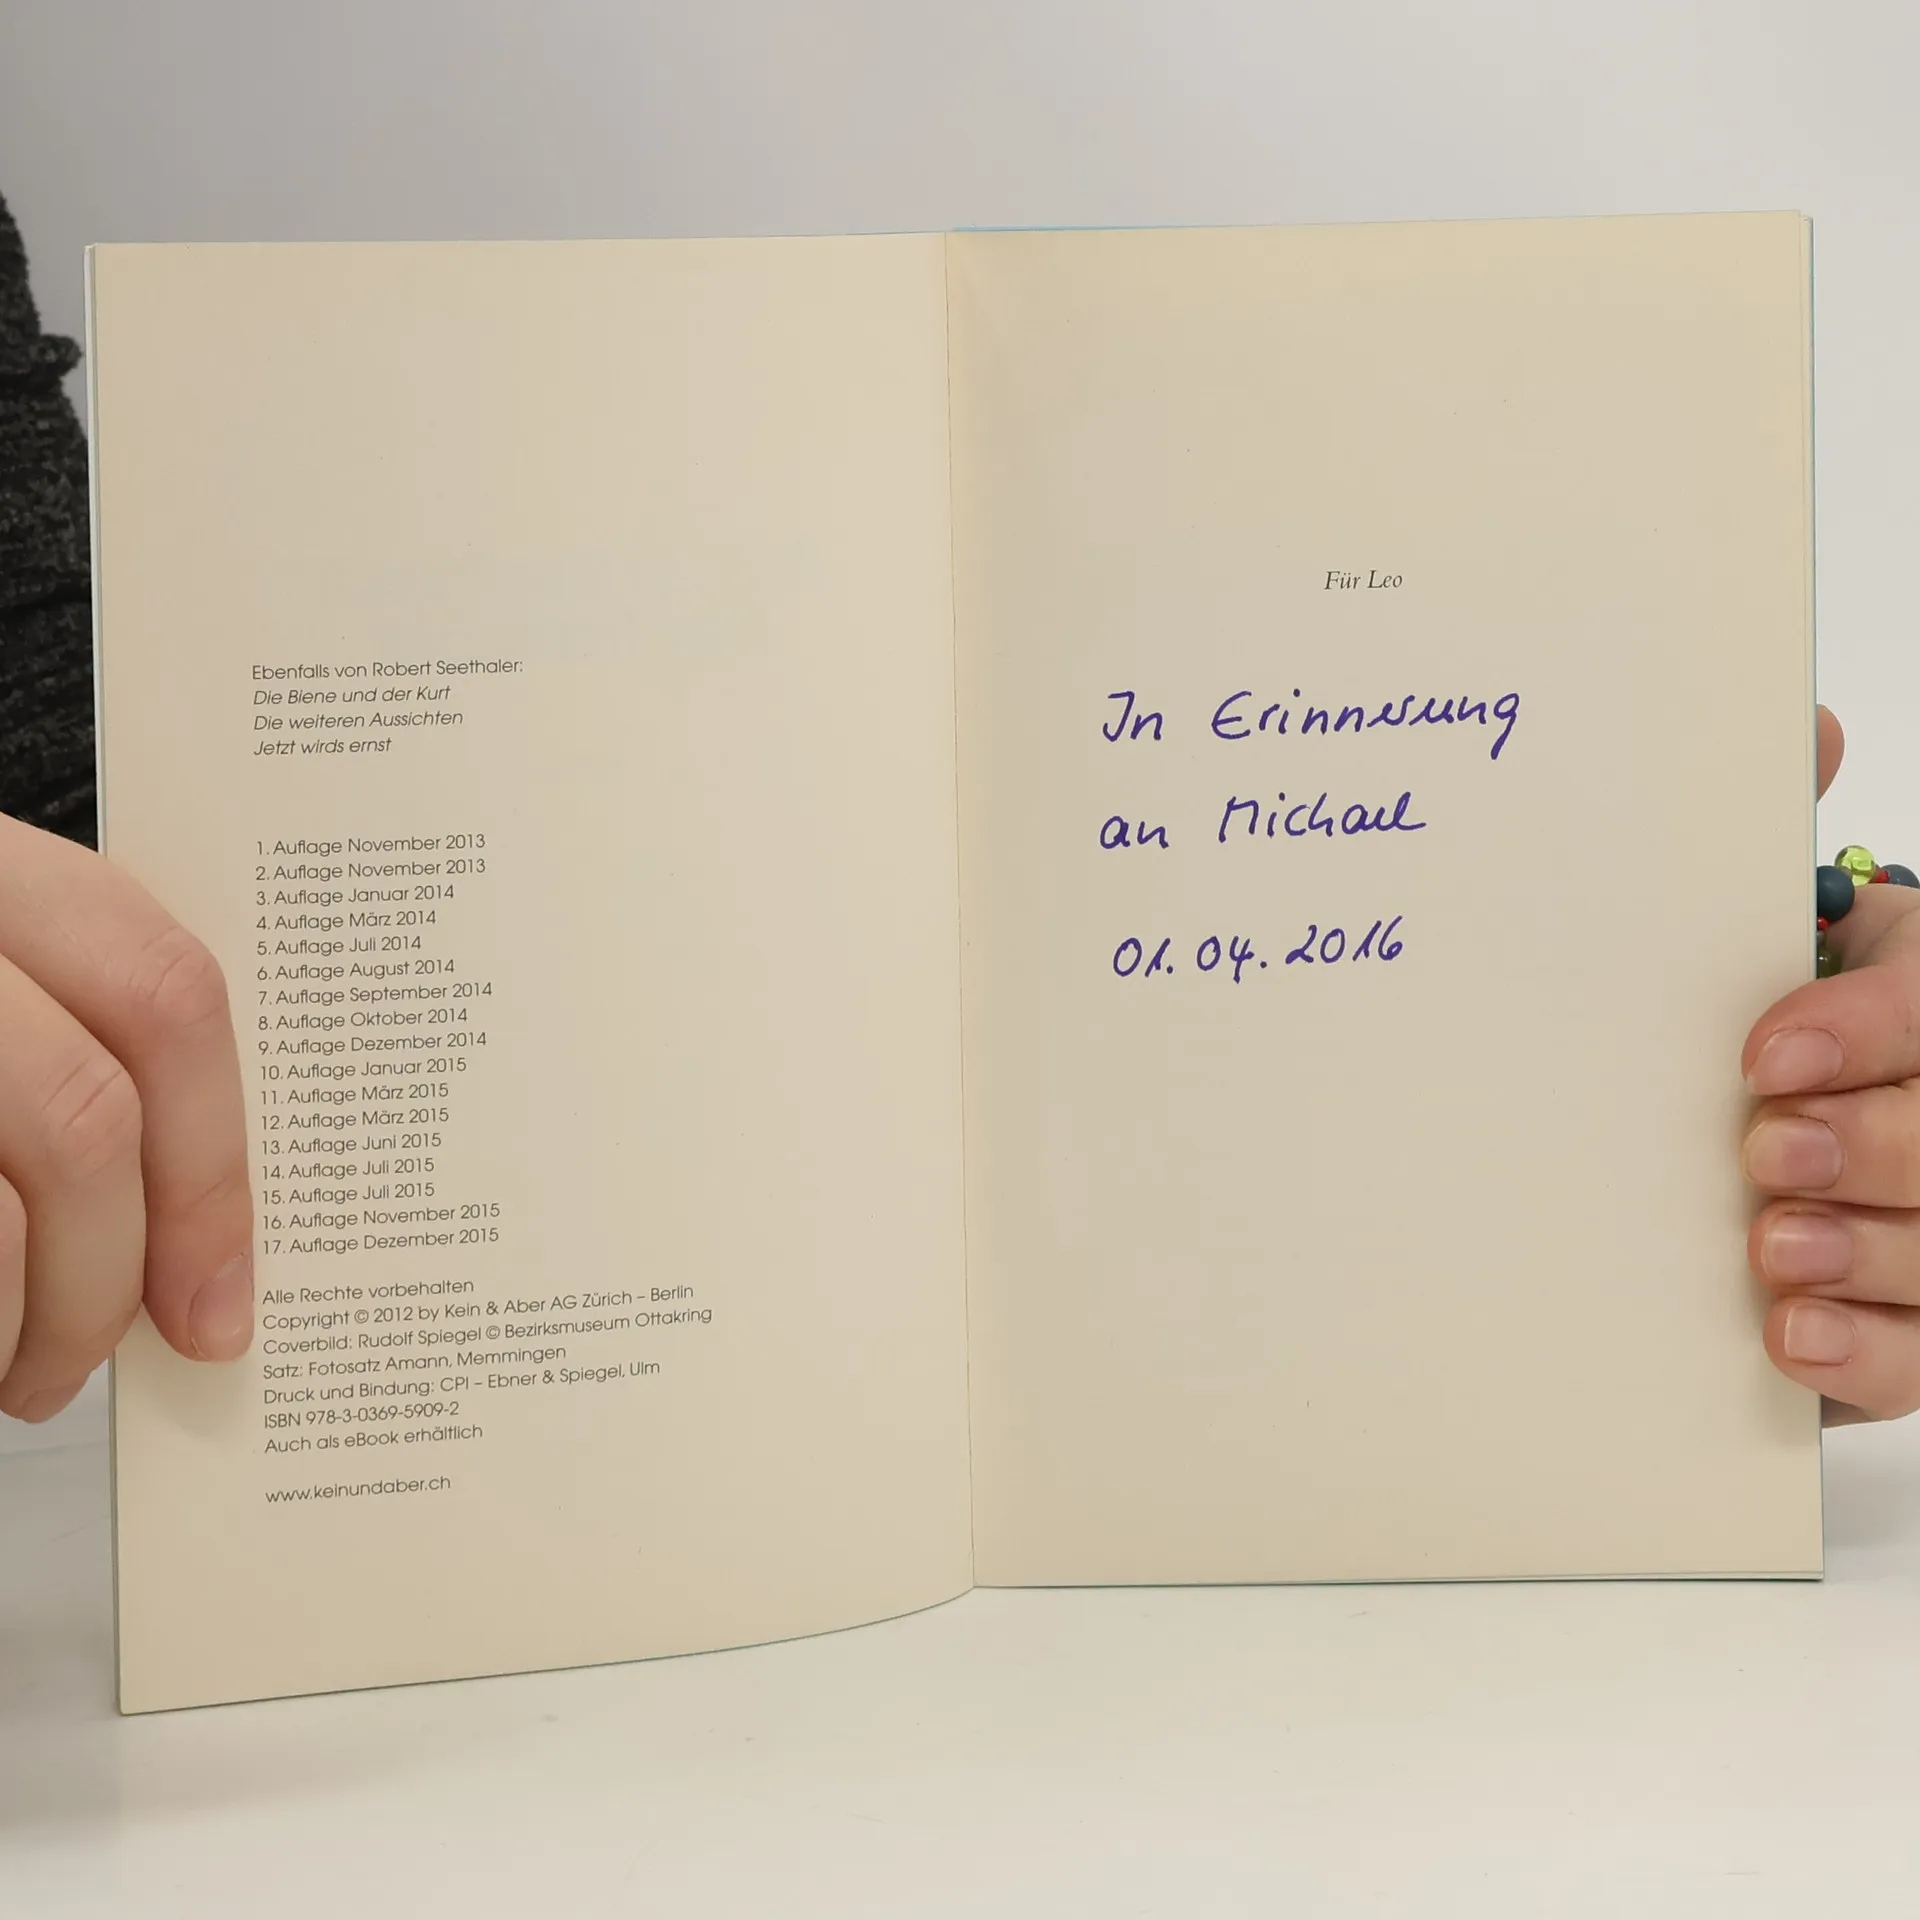 Ebenfalls von Robert Seethaler:
Die Biene und der Kurt
Die weiteren Aussichten
Jetzt wirds ernst
1. Auflage November 2013
2. Auflage November 2013
3. Auflage Januar 2014
4. Auflage März 2014
5. Auflage Juli 2014
6. Auflage August 2014
7. Auflage September 2014
8. Auflage Oktober 2014
9. Auflage Dezember 2014
10. Auflage Januar 2015
11. Auflage März 2015
12. Auflage März 2015
13. Auflage Juni 2015
14. Auflage Juli 2015
15. Auflage Juli 2015
16. Auflage November 2015
17. Auflage Dezember 2015
Alle Rechte vorbehalten
Copyright © 2012 by Kein & Aber AG Zürich – Berlin
Coverbild: Rudolf Spiegel © Bezirksmuseum Ottakring
Satz: Fotosatz Amann, Memmingen
Druck und Bindung: CPI – Ebner & Spiegel, Ulm
ISBN 978-3-0369-5909-2
Auch als eBook erhältlich
www.keinundaber.ch
Für Leo
In Erinnerung
an Michael
01.04.2016